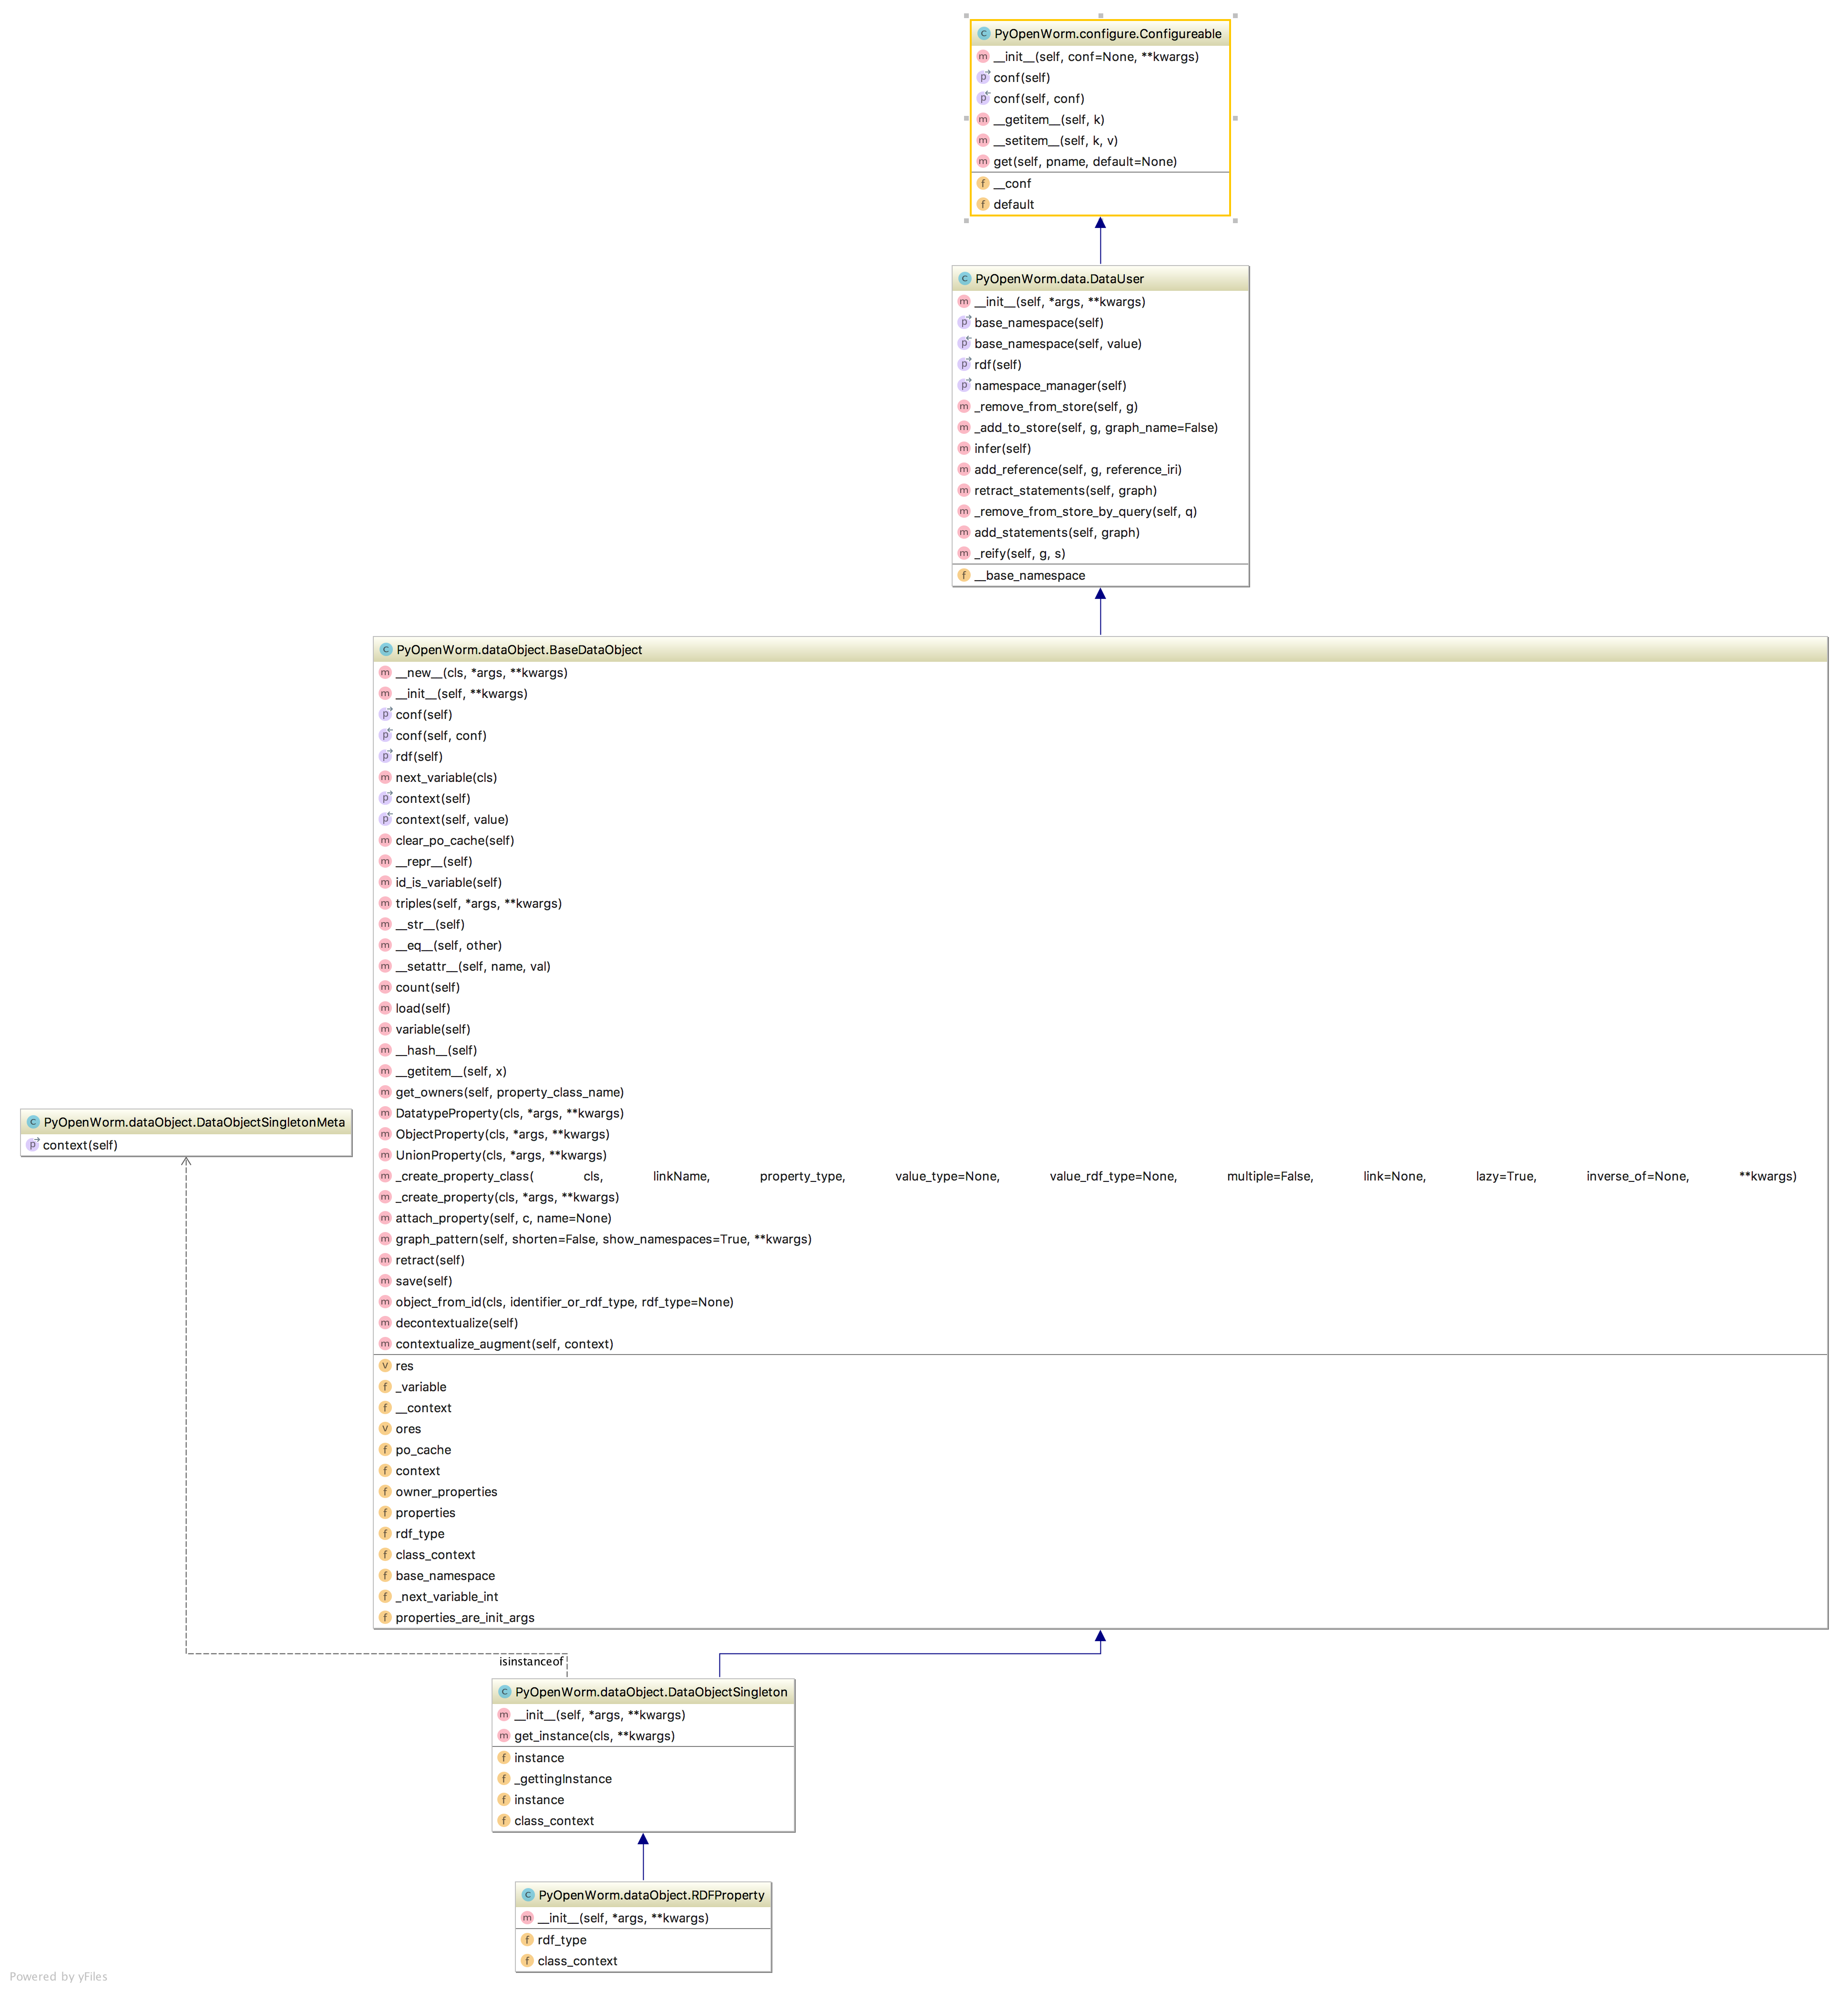 PyOpenWorm.configure.Configureable
__init__(self, conf=None, **kwargs)
conf(self)
conf(self, conf)
__getitem__(self, k)
__setitem__(self, k, v)
get(self, pname, default=None)
__conf
default
PyOpenWorm.data.DataUser
__init__(self, *args, **kwargs)
base_namespace(self)
base_namespace(self, value)
rdf(self)
namespace_manager(self)
_remove_from_store(self, g)
_add_to_store(self, g, graph_name=False)
infer(self)
add_reference(self, g, reference_iri)
retract_statements(self, graph)
_remove_from_store_by_query(self, q)
add_statements(self, graph)
_reify(self, g, s)
__base_namespace
PyOpenWorm.dataObject.BaseDataObject
__new__(cls, *args, **kwargs)
__init__(self, **kwargs)
conf(self)
conf(self, conf)
rdf(self)
next_variable(cls)
context(self)
context(self, value)
clear_po_cache(self)
__repr__(self)
id_is_variable(self)
triples(self, *args, **kwargs)
__str__(self)
__eq__(self, other)
__setattr__(self, name, val)
count(self)
load(self)
variable(self)
__hash__(self)
__getitem__(self, x)
get_owners(self, property_class_name)
DatatypeProperty(cls, *args, **kwargs)
ObjectProperty(cls, *args, **kwargs)
UnionProperty(cls, *args, **kwargs)
_create_property_class( cls, linkName, property_type, value_type=None, value_rdf_type=None, multiple=False, link=None, lazy=True, inverse_of=None, **kwargs)
_create_property(cls, *args, **kwargs)
attach_property(self, c, name=None)
graph_pattern(self, shorten=False, show_namespaces=True, **kwargs)
retract(self)
save(self)
object_from_id(cls, identifier_or_rdf_type, rdf_type=None)
decontextualize(self)
contextualize_augment(self, context)
res
_variable
__context
ores
po_cache
context
owner_properties
properties
rdf_type
class_context
base_namespace
_next_variable_int
properties_are_init_args
PyOpenWorm.dataObject.DataObjectSingletonMeta
context(self)
isinstanceof
PyOpenWorm.dataObject.DataObjectSingleton
__init__(self, *args, **kwargs)
get_instance(cls, **kwargs)
instance
_gettingInstance
instance
class_context
PyOpenWorm.dataObject.RDFProperty
__init__(self, *args, **kwargs)
rdf_type
class_context
Powered by yFiles